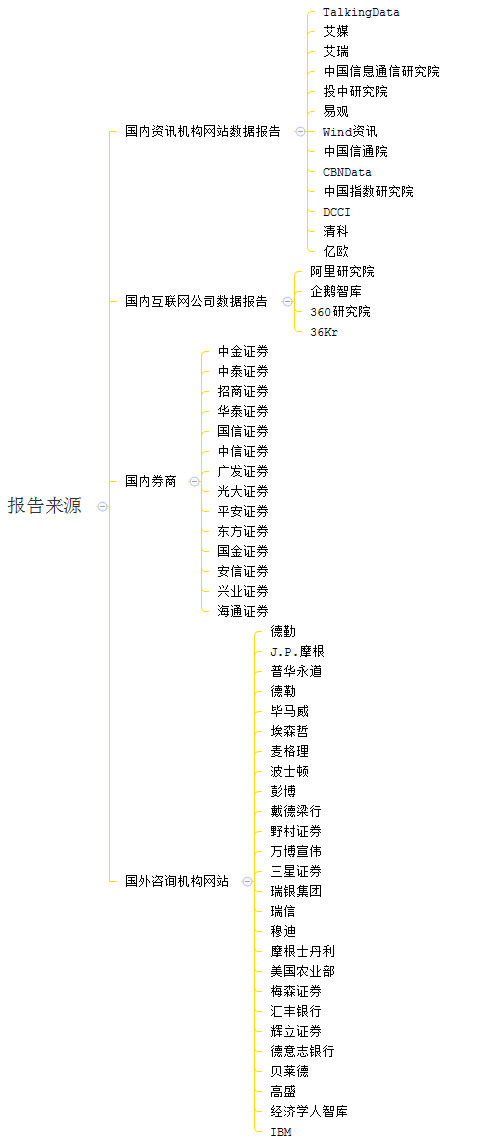 报告来源
国内资讯机构网站数据报告
TalkingData
艾媒
艾瑞
中国信息通信研究院
投中研究院
易观
Wind资讯
中国信通院
CBNData
中国指数研究院
DCCI
清科
亿欧
国内互联网公司数据报告
阿里研究院
企鹅智库
360研究院
36Kr
国内券商
中金证券
中泰证券
招商证券
华泰证券
国信证券
中信证券
广发证券
光大证券
平安证券
东方证券
国金证券
安信证券
兴业证券
海通证券
国外咨询机构网站
德勤
J.P.摩根
普华永道
德勒
毕马威
埃森哲
麦格理
波士顿
彭博
戴德梁行
野村证券
万博宣伟
三星证券
瑞银集团
瑞信
穆迪
摩根士丹利
美国农业部
梅森证券
汇丰银行
辉立证券
德意志银行
贝莱德
高盛
经济学人智库
IBM